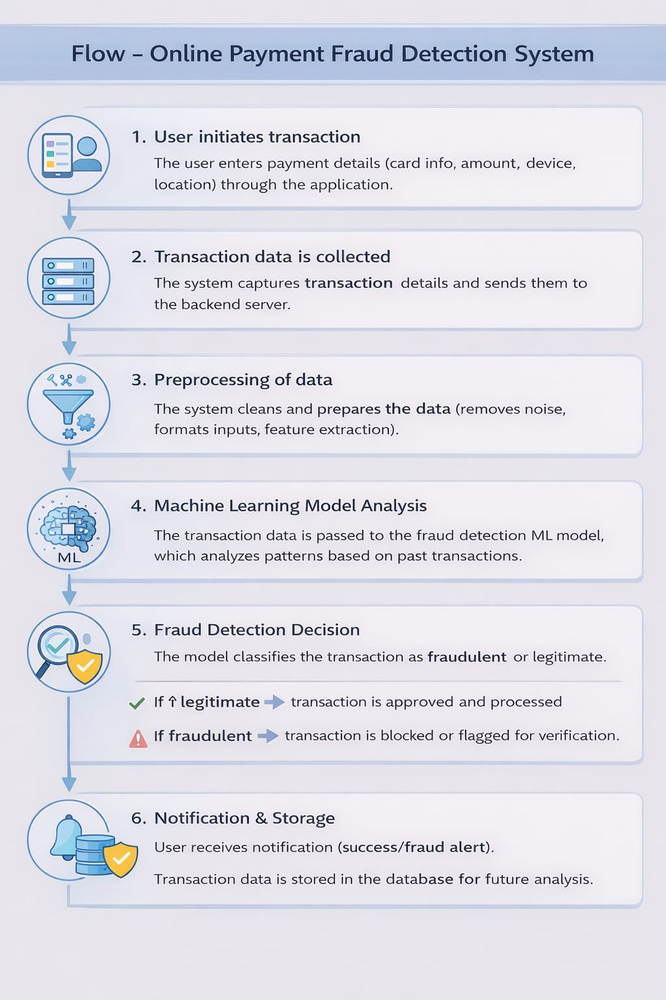 Flow – Online Payment Fraud Detection System
1. User initiates transaction
The user enters payment details (card info, amount, device,
location) through the application.
2. Transaction data is collected
The system captures transaction details and sends them to
the backend server.
3. Preprocessing of data
The system cleans and prepares the data (removes noise,
formats inputs, feature extraction).
4. Machine Learning Model Analysis
The transaction data is passed to the fraud detection ML model,
which analyzes patterns based on past transactions.
ML
5. Fraud Detection Decision
The model classifies the transaction as fraudulent or legitimate.
If ⇑ legitimate ➡ transaction is approved and processed
If fraudulent ➡ transaction is blocked or flagged for verification.
6. Notification & Storage
User receives notification (success/fraud alert).
Transaction data is stored in the database for future analysis.